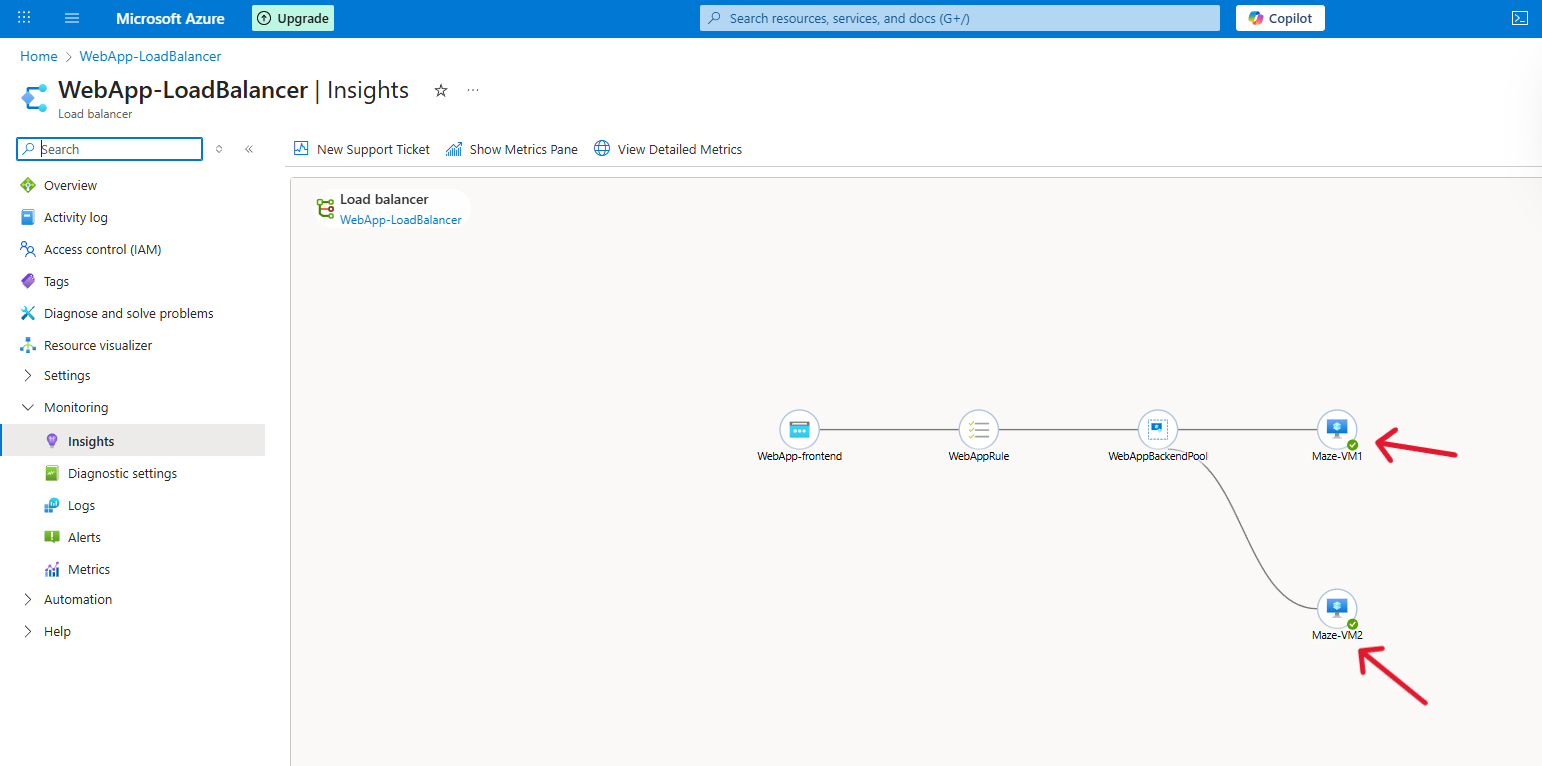 Microsoft Azure
Upgrade
Search resources, services, and docs (G+/)
Copilot
Home > WebApp-LoadBalancer
WebApp-LoadBalancer | Insights
Load balancer
Search
New Support Ticket
Show Metrics Pane
View Detailed Metrics
Overview
Activity log
Access control (IAM)
Tags
Diagnose and solve problems
Resource visualizer
Settings
Monitoring
Insights
Diagnostic settings
Logs
Alerts
Metrics
Automation
Help
Load balancer
WebApp-LoadBalancer
WebApp-frontend
WebAppRule
WebAppBackendPool
Maze-VM1
Maze-VM2